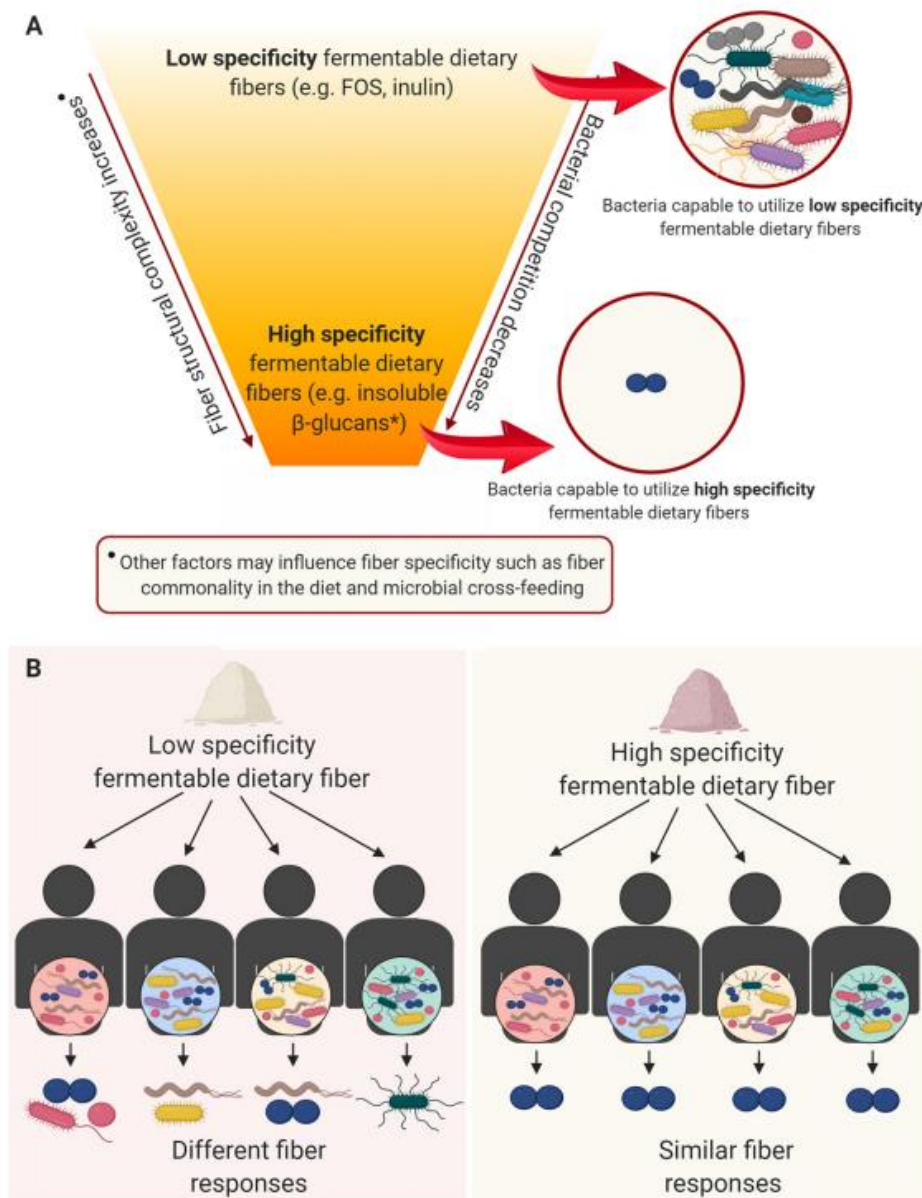 A
Low specificity fermentable dietary
fibers (e.g. FOS, inulin)
• Fiber structural complexity increases
Bacterial competition decreases
Bacteria capable to utilize low specificity
fermentable dietary fibers
High specificity
fermentable dietary
fibers (e.g. insoluble
β-glucans*)
Bacteria capable to utilize high specificity
fermentable dietary fibers
• Other factors may influence fiber specificity such as fiber
commonality in the diet and microbial cross-feeding
B
Low specificity
fermentable dietary fiber
Different fiber
responses
High specificity
fermentable dietary fiber
Similar fiber
responses